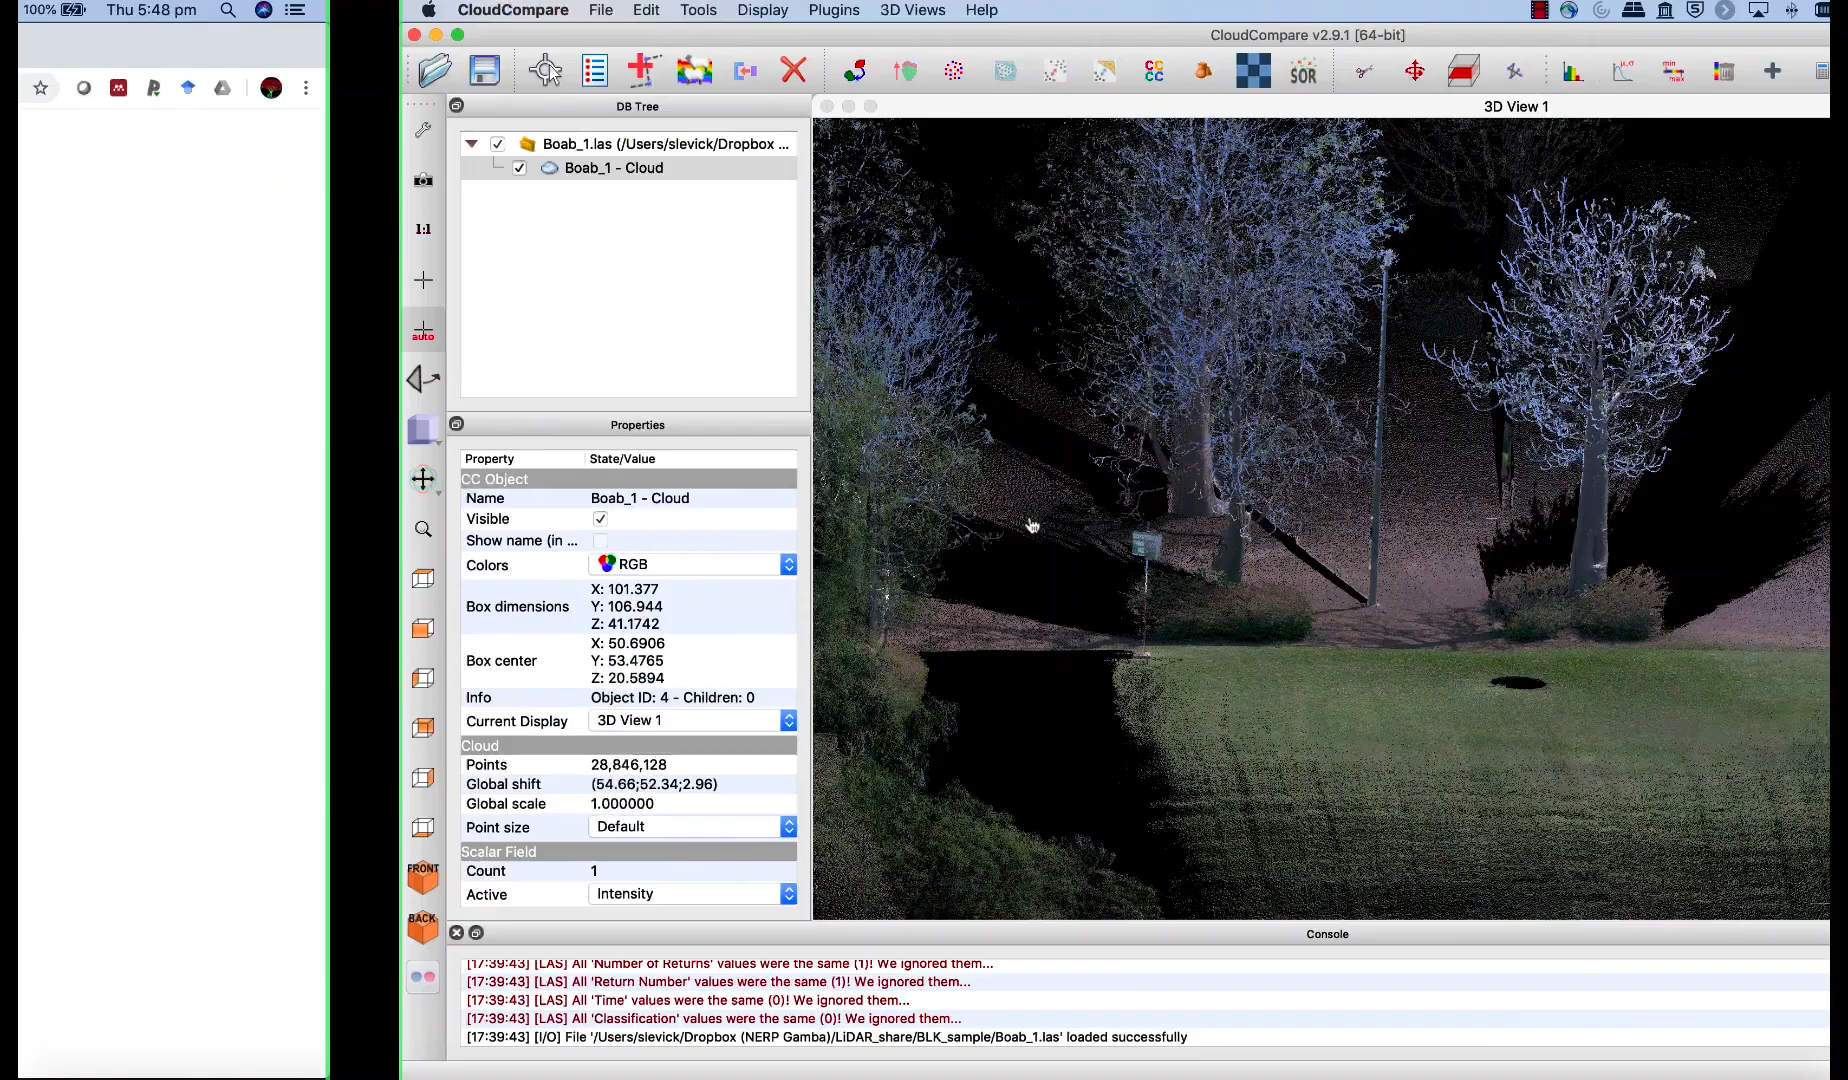 100% Thu 5:48 pm
CloudCompare File Edit Tools Display Plugins 3D Views Help
CloudCompare v2.9.1 [64-bit]
CC
SOR
min
max
DB Tree
3D View 1
Boab_1.las (/Users/slevick/Dropbox ...
Boab_1 - Cloud
1:1
auto
Properties
Property State/Value
CC Object
Name Boab_1 - Cloud
Visible
Show name (in ...
Colors RGB
Box dimensions X: 101.377
Y: 106.944
Z: 41.1742
Box center X: 50.6906
Y: 53.4765
Z: 20.5894
Info Object ID: 4 - Children: 0
Current Display 3D View 1
Cloud
Points 28,846,128
Global shift (54.66;52.34;2.96)
Global scale 1.000000
Point size Default
Scalar Field
Count 1
Active Intensity
FRONT
BACK
Console
[17:39:43] [LAS] All 'Number of Returns' values were the same (1)! We ignored them...
[17:39:43] [LAS] All 'Return Number' values were the same (1)! We ignored them...
[17:39:43] [LAS] All 'Time' values were the same (0)! We ignored them...
[17:39:43] [LAS] All 'Classification' values were the same (0)! We ignored them...
[17:39:43] [I/O] File '/Users/slevick/Dropbox (NERP Gamba)/LiDAR_share/BLK_sample/Boab_1.las' loaded successfully